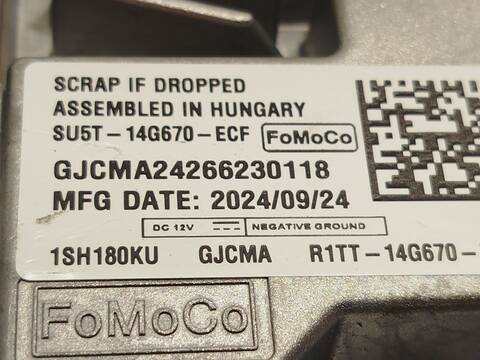 SCRAP IF DROPPED
ASSEMBLED IN HUNGARY
SU5T-14G670-ECF FoMoCo
GJCMA24266230118
MFG DATE: 2024/09/24
DC 12V NEGATIVE GROUND
1SH180KU GJCMA R1TT-14G670-
FoMoCo